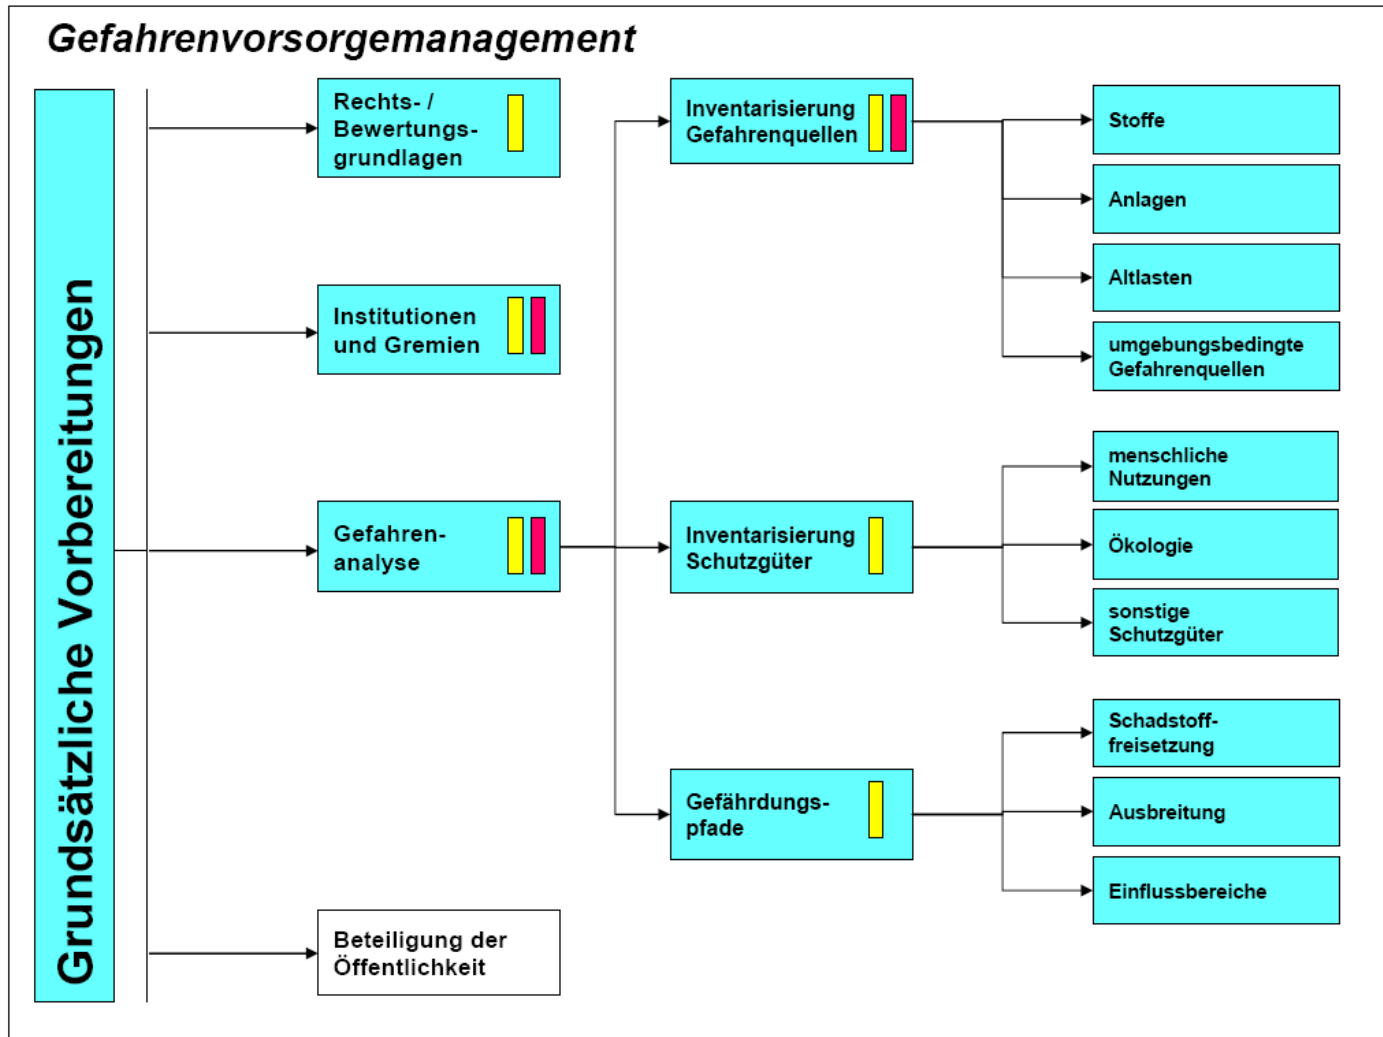 Gefahrenvorsorgemanagement
Grundsätzliche Vorbereitungen
Rechts- /
Bewertungs-
grundlagen
Institutionen
und Gremien
Gefahren-
analyse
Beteiligung der
Öffentlichkeit
Inventarisierung
Gefahrenquellen
Inventarisierung
Schutzgüter
Gefährdungs-
pfade
Stoffe
Anlagen
Altlasten
umgebungsbedingte
Gefahrenquellen
menschliche
Nutzungen
Ökologie
sonstige
Schutzgüter
Schadstoff-
freisetzung
Ausbreitung
Einflussbereiche